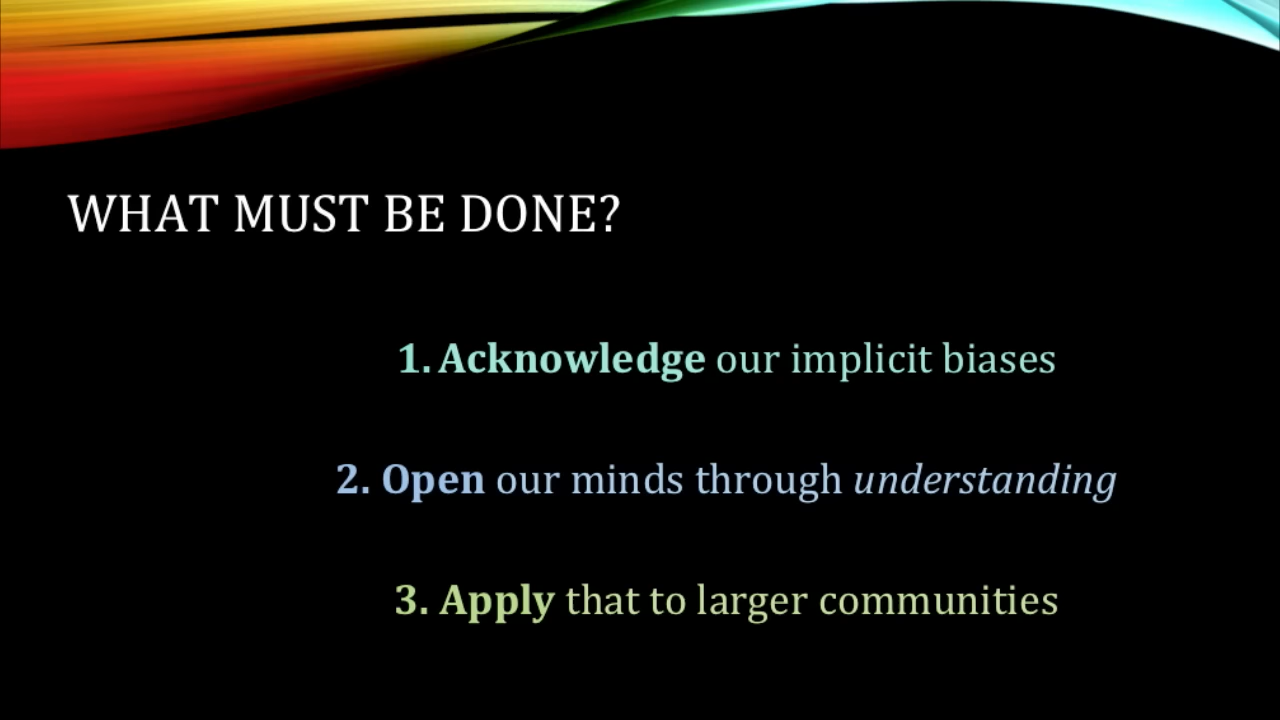 WHAT MUST BE DONE?
1. Acknowledge our implicit biases
2. Open our minds through understanding
3. Apply that to larger communities